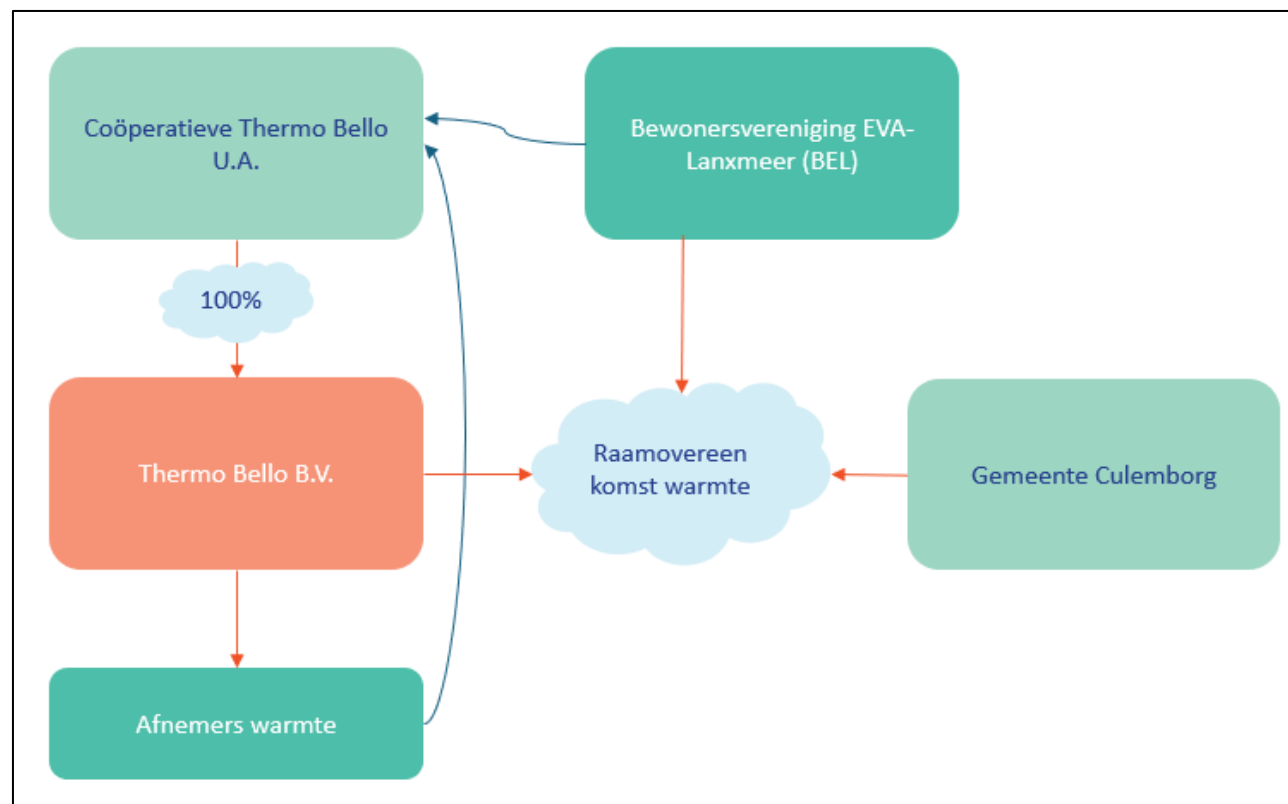 Coöperatieve Thermo Bello
U.A.
Bewonersvereniging EVA-
Lanxmeer (BEL)
100%
Thermo Bello B.V.
Raamovereen
komst warmte
Gemeente Culemborg
Afnemers warmte